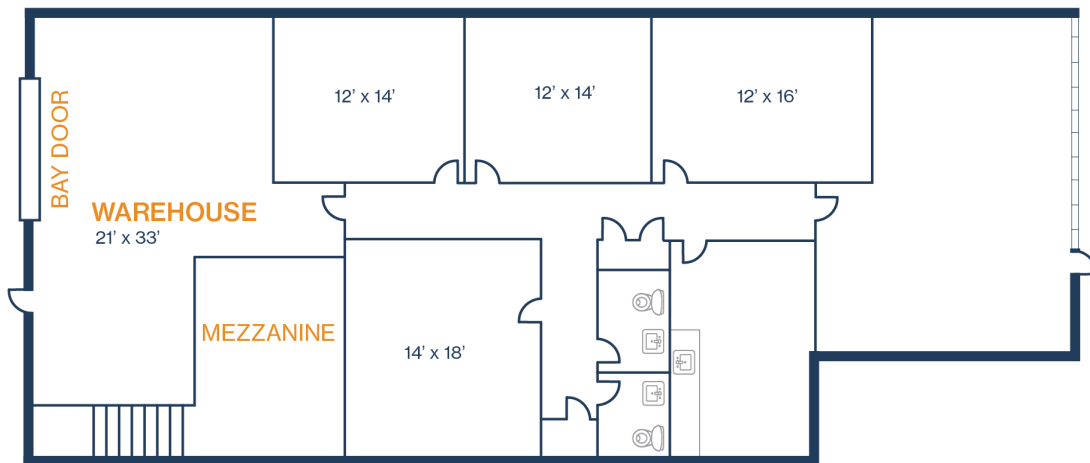 12’ x 14’
12’ x 14’
12’ x 16’
BAY DOOR
WAREHOUSE
21’ x 33’
MEZZANINE
14’ x 18’